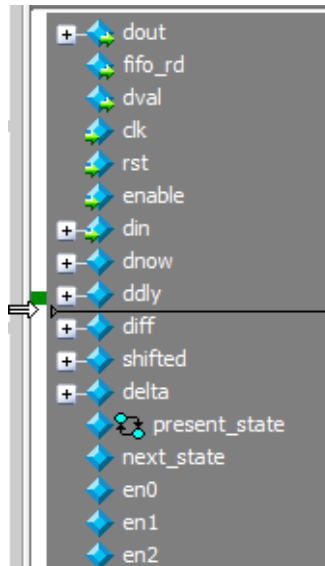 dout
fifo_rd
dval
clk
rst
enable
din
dnow
ddly
diff
shifted
delta
present_state
next_state
en0
en1
en2